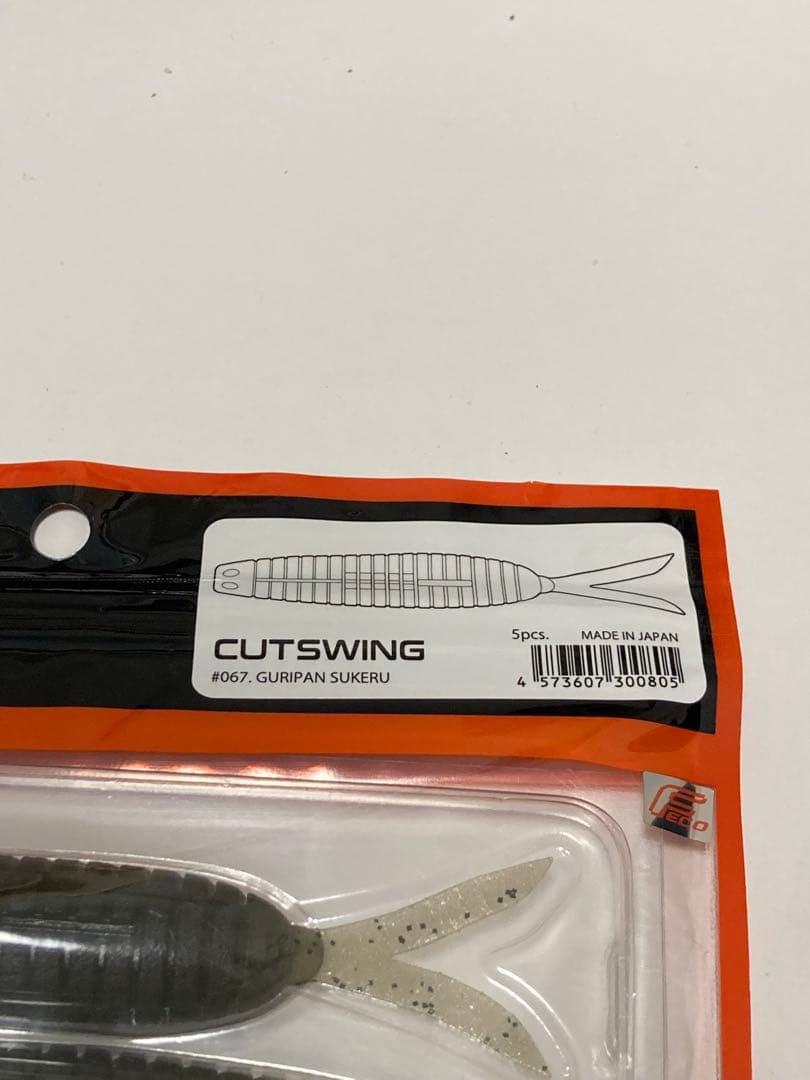 CUTSWING
#067. GURIPAN SUKERU
5pcs. MADE IN JAPAN
4 573607 300805